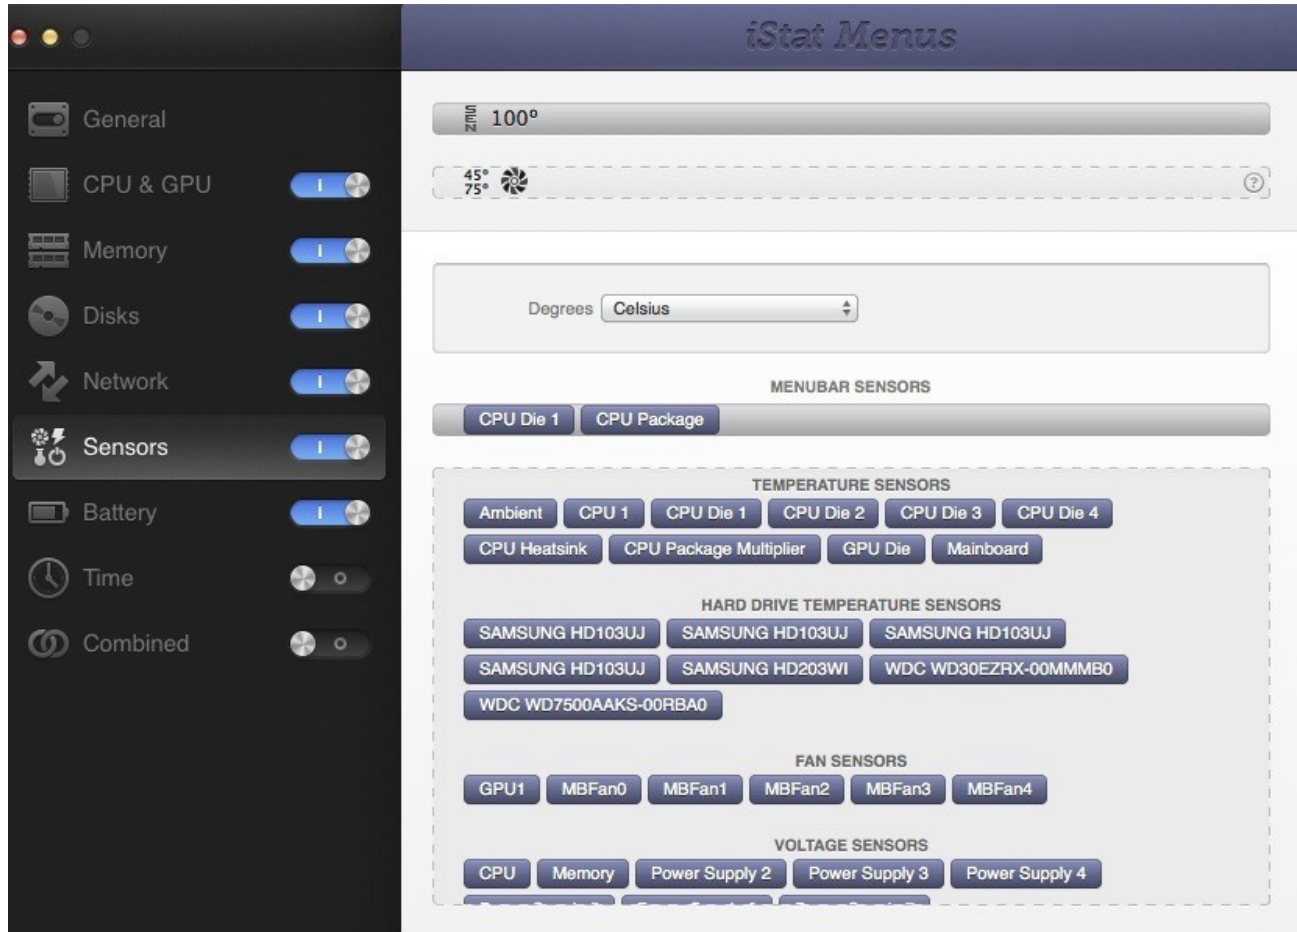 iStat Menus
General
CPU & GPU
Memory
Disks
Network
Sensors
Battery
Time
Combined
SEN 100°
45°
75°
?
Degrees Celsius
MENUBAR SENSORS
CPU Die 1 CPU Package
TEMPERATURE SENSORS
Ambient CPU 1 CPU Die 1 CPU Die 2 CPU Die 3 CPU Die 4
CPU Heatsink CPU Package Multiplier GPU Die Mainboard
HARD DRIVE TEMPERATURE SENSORS
SAMSUNG HD103UJ SAMSUNG HD103UJ SAMSUNG HD103UJ
SAMSUNG HD103UJ SAMSUNG HD203WI WDC WD30EZRX-00MMMB0
WDC WD7500AAKS-00RBA0
FAN SENSORS
GPU1 MBFan0 MBFan1 MBFan2 MBFan3 MBFan4
VOLTAGE SENSORS
CPU Memory Power Supply 2 Power Supply 3 Power Supply 4